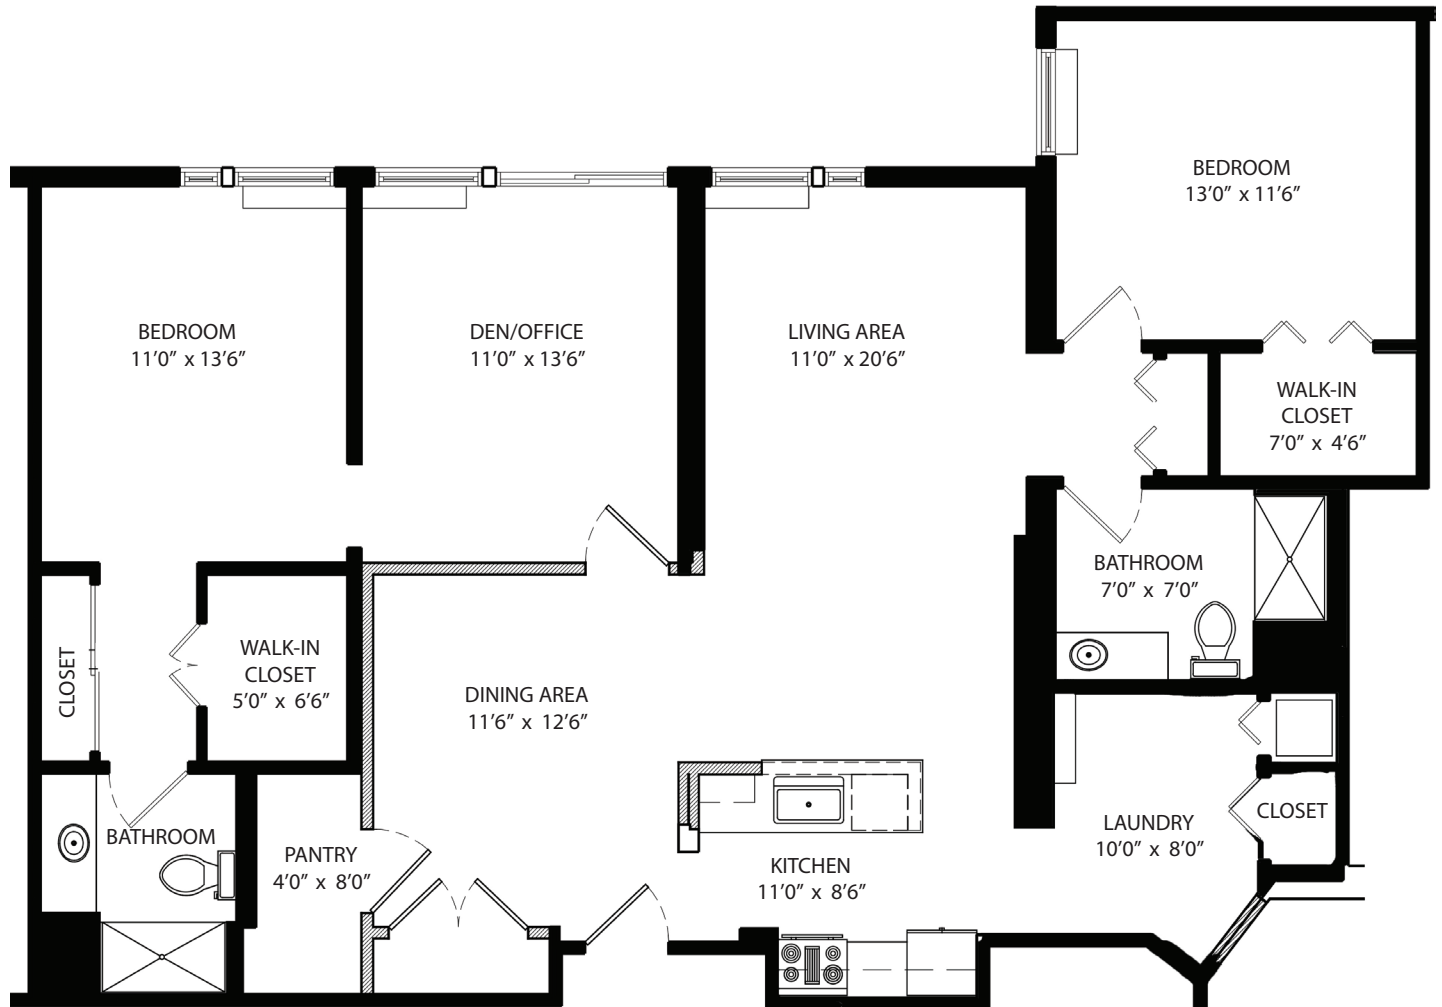 BEDROOM
13’0” x 11’6”
BEDROOM
11’0” x 13’6”
DEN/OFFICE
11’0” x 13’6”
LIVING AREA
11’0” x 20’6”
WALK-IN
CLOSET
7’0” x 4’6”
BATHROOM
7’0” x 7’0”
CLOSET
WALK-IN
CLOSET
5’0” x 6’6”
DINING AREA
11’6” x 12’6”
BATHROOM
PANTRY
4’0” x 8’0”
KITCHEN
11’0” x 8’6”
LAUNDRY
10’0” x 8’0”
CLOSET